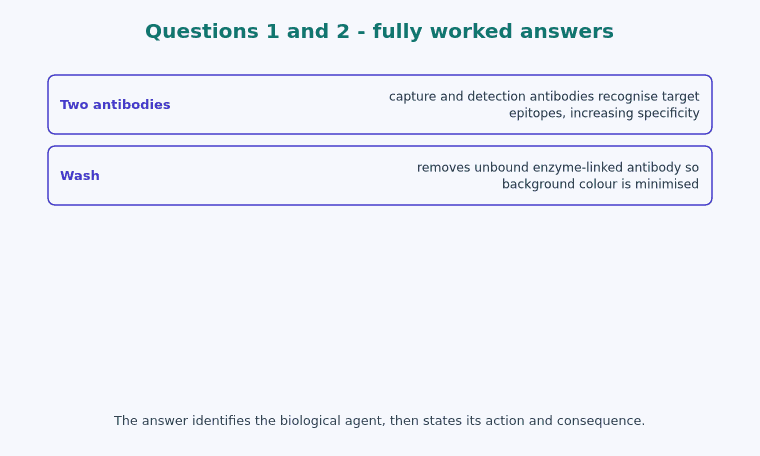 Questions 1 and 2 - fully worked answers
Two antibodies
capture and detection antibodies recognise target
epitopes, increasing specificity
Wash
removes unbound enzyme-linked antibody so
background colour is minimised
The answer identifies the biological agent, then states its action and consequence.